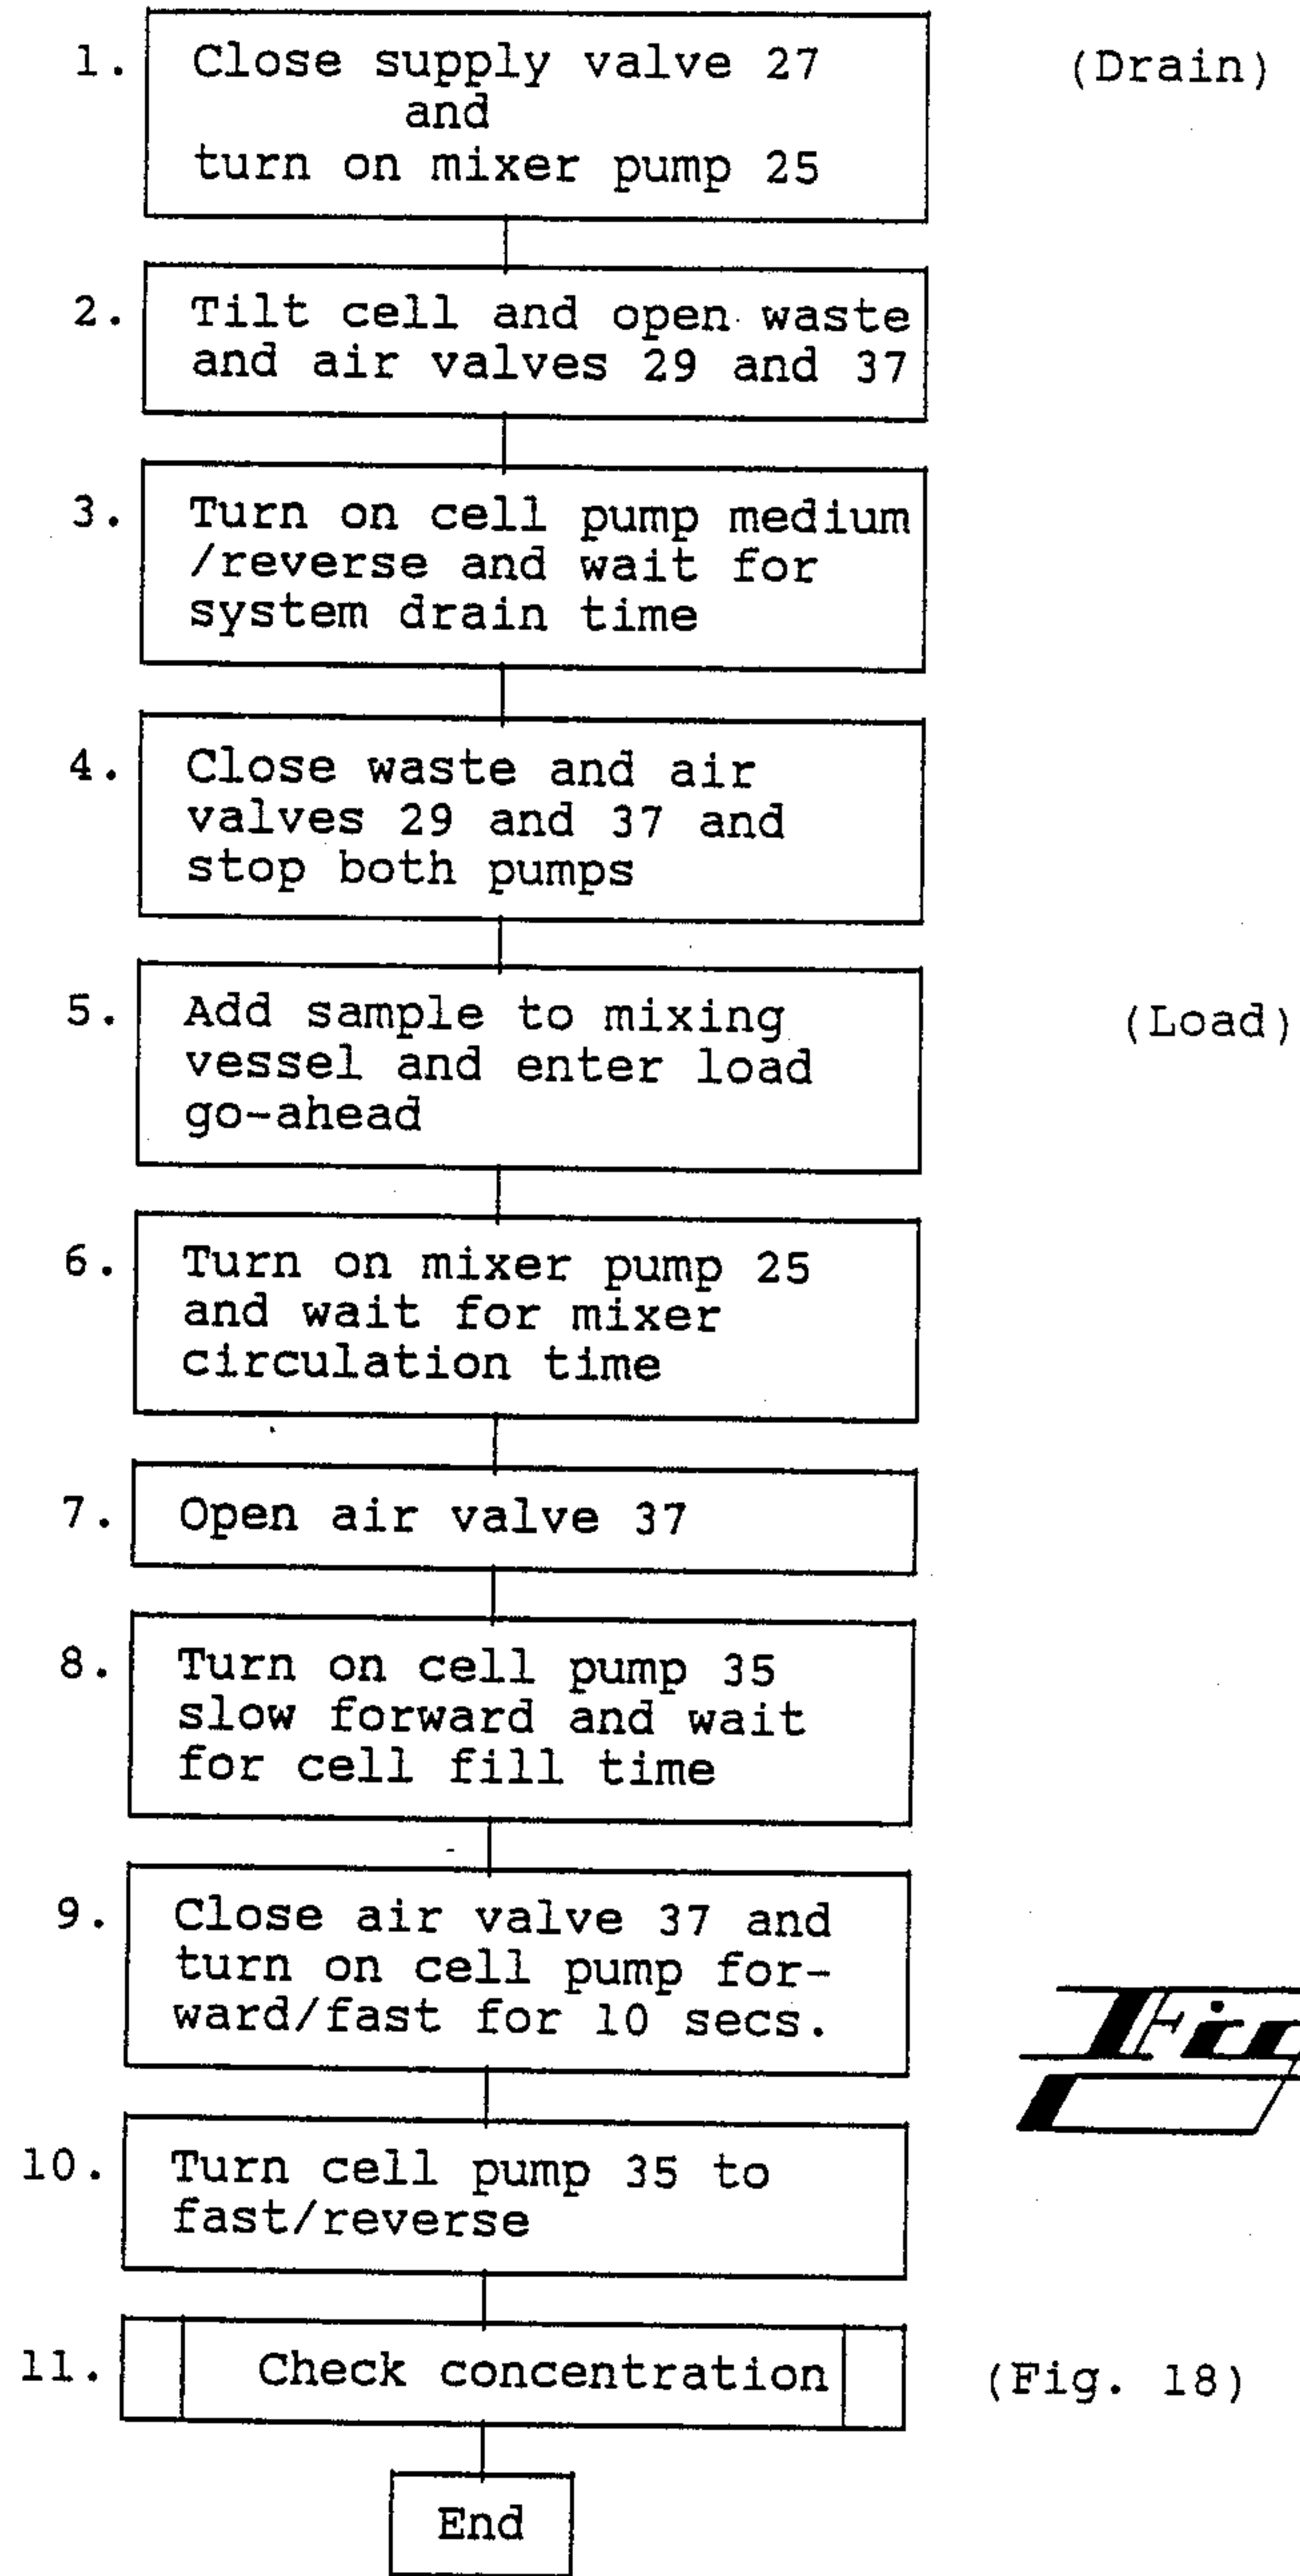 1. Close supply valve 27 (Drain)
and
turn on mixer pump 25
2. Tilt cell and open waste
and air valves 29 and 37
3. Turn on cell pump medium
/reverse and wait for
system drain time
4. Close waste and air
valves 29 and 37 and
stop both pumps
5. Add sample to mixing (Load)
vessel and enter load
go-ahead
6. Turn on mixer pump 25
and wait for mixer
circulation time
7. Open air valve 37
8. Turn on cell pump 35
slow forward and wait
for cell fill time
9. Close air valve 37 and
turn on cell pump for-
ward/fast for 10 secs.
10. Turn cell pump 35 to
fast/reverse
11. Check concentration (Fig. 18)
End